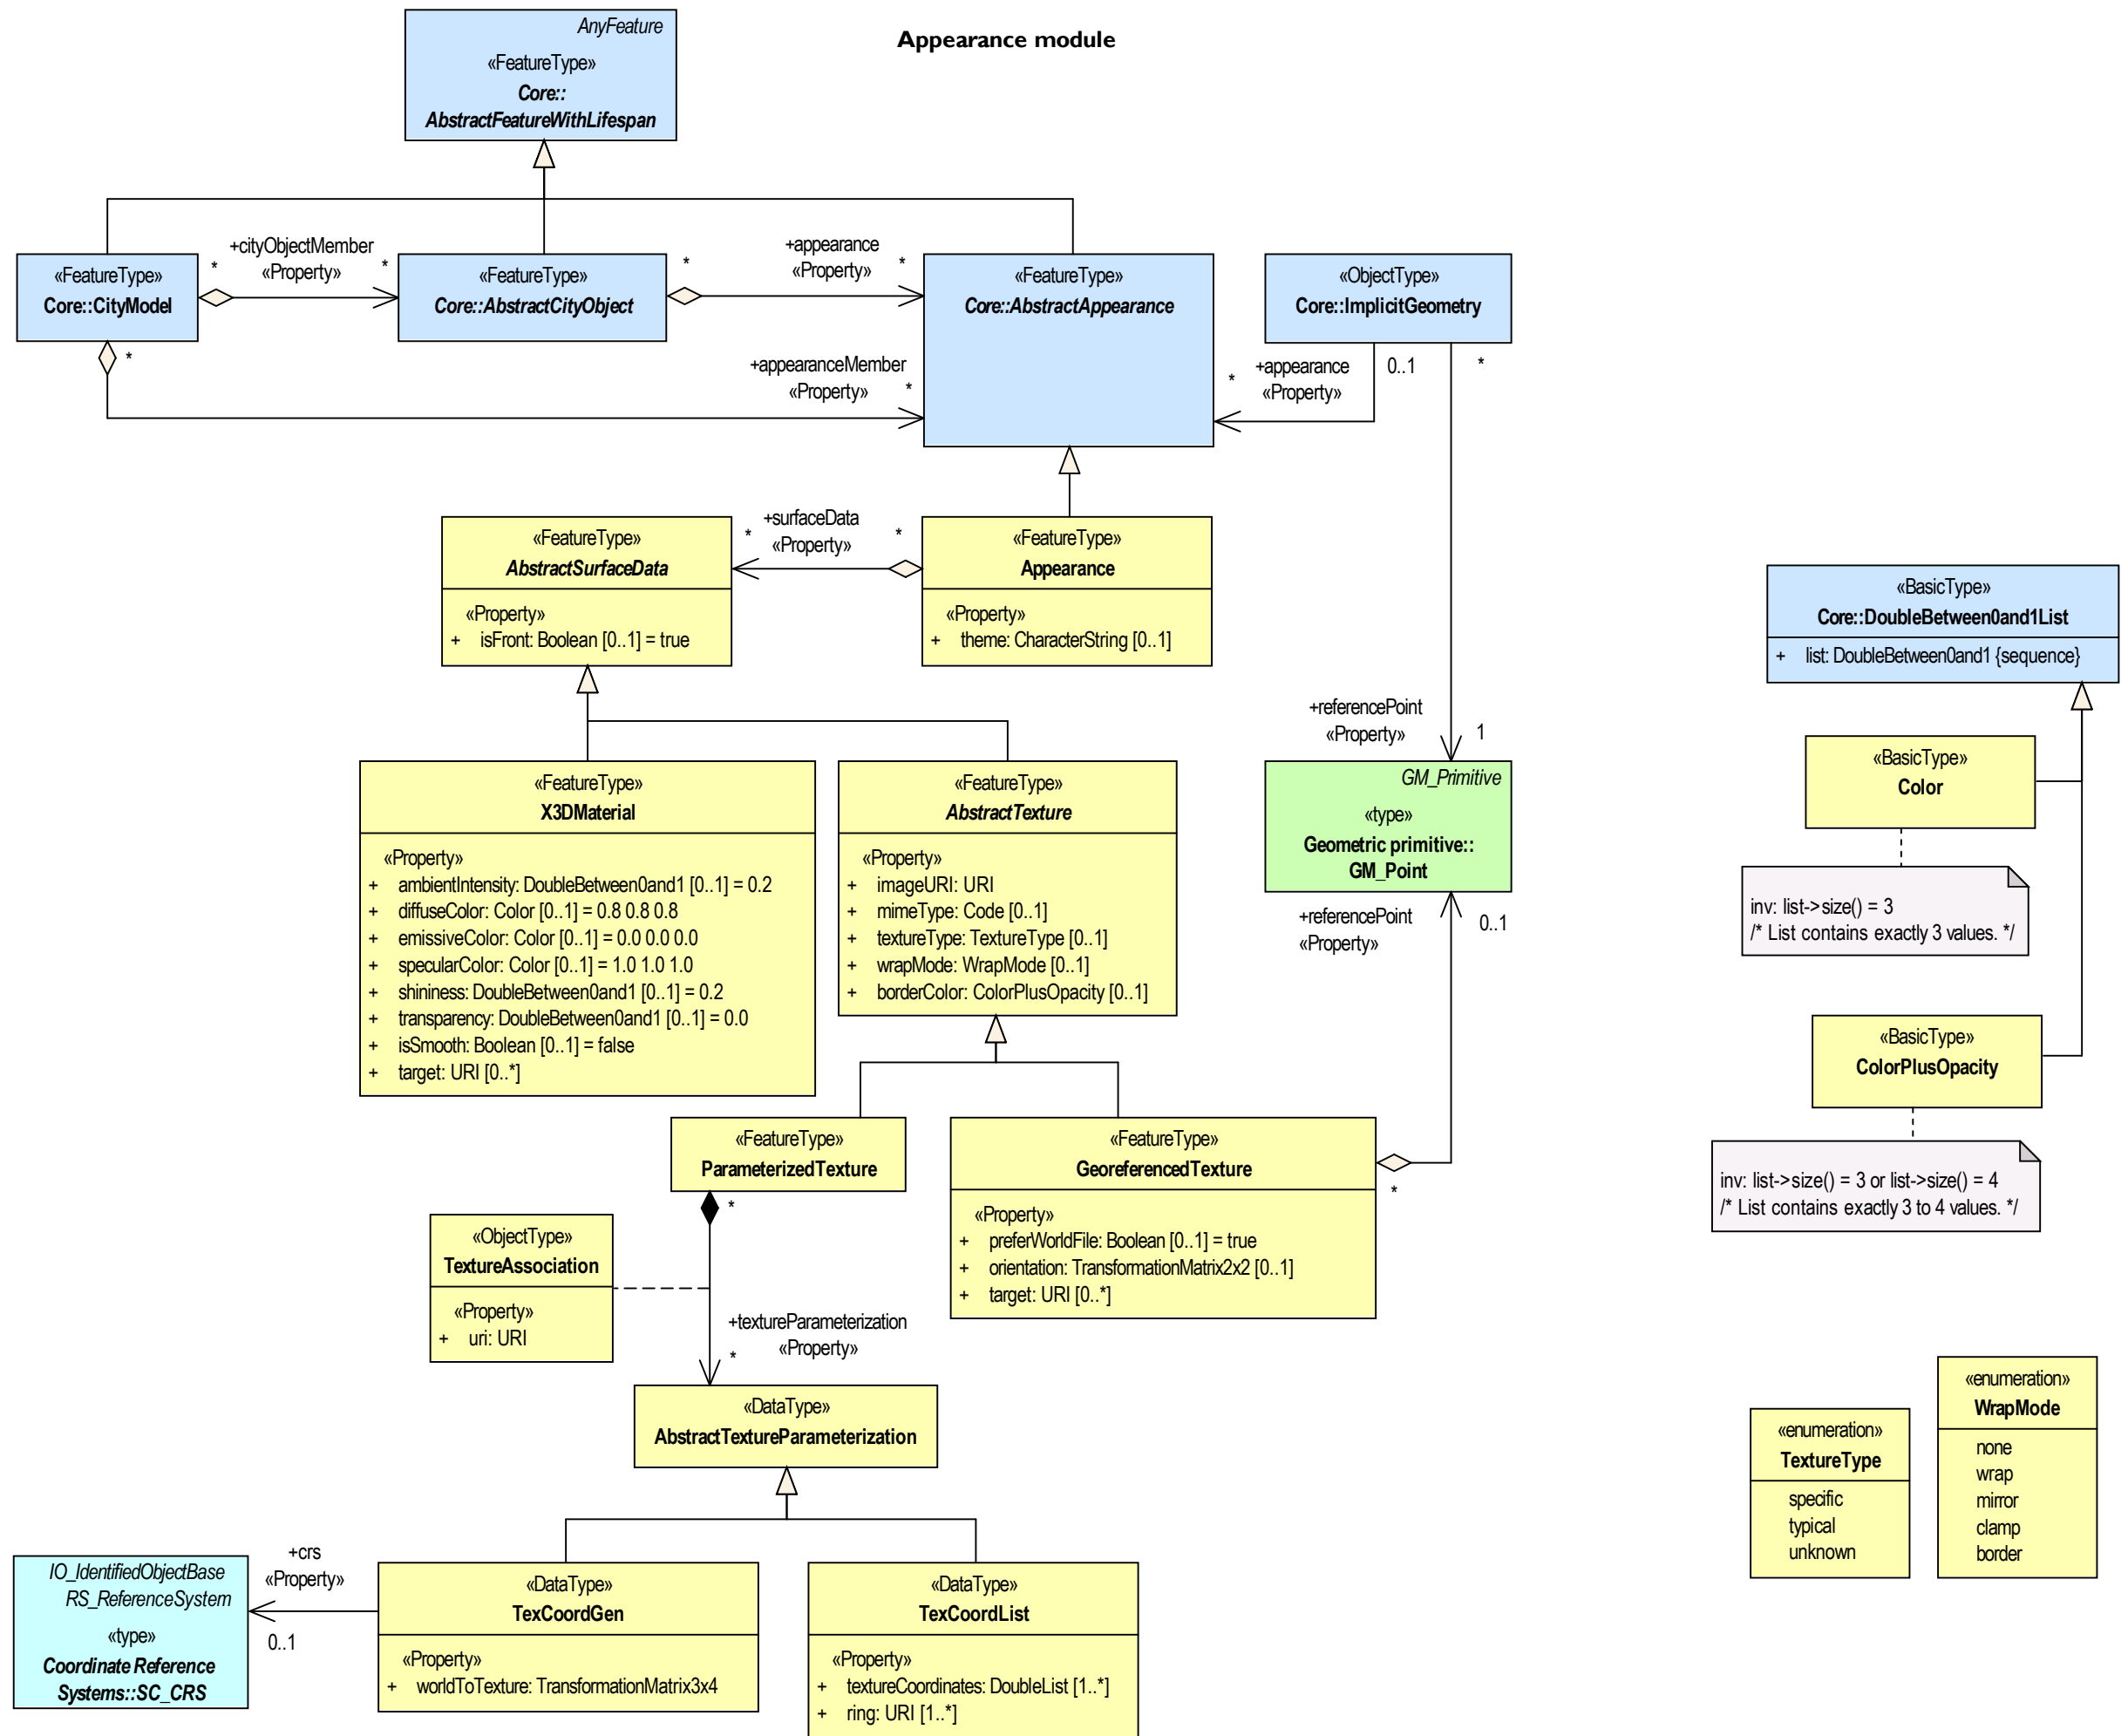 Appearance module
AnyFeature
«FeatureType»
Core::
AbstractFeatureWithLifespan
+cityObjectMember
«Property»
*
*
+appearance
«Property»
*
*
«FeatureType»
Core::CityModel
«FeatureType»
Core::AbstractCityObject
«FeatureType»
Core::AbstractAppearance
«ObjectType»
Core::ImplicitGeometry
*
+appearanceMember
«Property»
*
*
+appearance
«Property»
0..1
*
«FeatureType»
AbstractSurfaceData
«Property»
+ isFront: Boolean [0..1] = true
*
+surfaceData
«Property»
*
«FeatureType»
Appearance
«Property»
+ theme: CharacterString [0..1]
«BasicType»
Core::DoubleBetween0and1List
+ list: DoubleBetween0and1 {sequence}
+referencePoint
«Property»
1
«FeatureType»
X3DMaterial
«Property»
+ ambientIntensity: DoubleBetween0and1 [0..1] = 0.2
+ diffuseColor: Color [0..1] = 0.8 0.8 0.8
+ emissiveColor: Color [0..1] = 0.0 0.0 0.0
+ specularColor: Color [0..1] = 1.0 1.0 1.0
+ shininess: DoubleBetween0and1 [0..1] = 0.2
+ transparency: DoubleBetween0and1 [0..1] = 0.0
+ isSmooth: Boolean [0..1] = false
+ target: URI [0..*]
«FeatureType»
AbstractTexture
«Property»
+ imageURI: URI
+ mimeType: Code [0..1]
+ textureType: TextureType [0..1]
+ wrapMode: WrapMode [0..1]
+ borderColor: ColorPlusOpacity [0..1]
GM_Primitive
«type»
Geometric primitive::
GM_Point
+referencePoint
«Property»
0..1
«BasicType»
Color
inv: list->size() = 3
/* List contains exactly 3 values. */
«BasicType»
ColorPlusOpacity
inv: list->size() = 3 or list->size() = 4
/* List contains exactly 3 to 4 values. */
«FeatureType»
ParameterizedTexture
*
«FeatureType»
GeoreferencedTexture
«Property»
+ preferWorldFile: Boolean [0..1] = true
+ orientation: TransformationMatrix2x2 [0..1]
+ target: URI [0..*]
*
«ObjectType»
TextureAssociation
«Property»
+ uri: URI
+textureParameterization
«Property»
*
«DataType»
AbstractTextureParameterization
«enumeration»
TextureType
specific
typical
unknown
«enumeration»
WrapMode
none
wrap
mirror
clamp
border
IO_IdentifiedObjectBase
RS_ReferenceSystem
«type»
Coordinate Reference
Systems::SC_CRS
+crs
«Property»
0..1
«DataType»
TexCoordGen
«Property»
+ worldToTexture: TransformationMatrix3x4
«DataType»
TexCoordList
«Property»
+ textureCoordinates: DoubleList [1..*]
+ ring: URI [1..*]